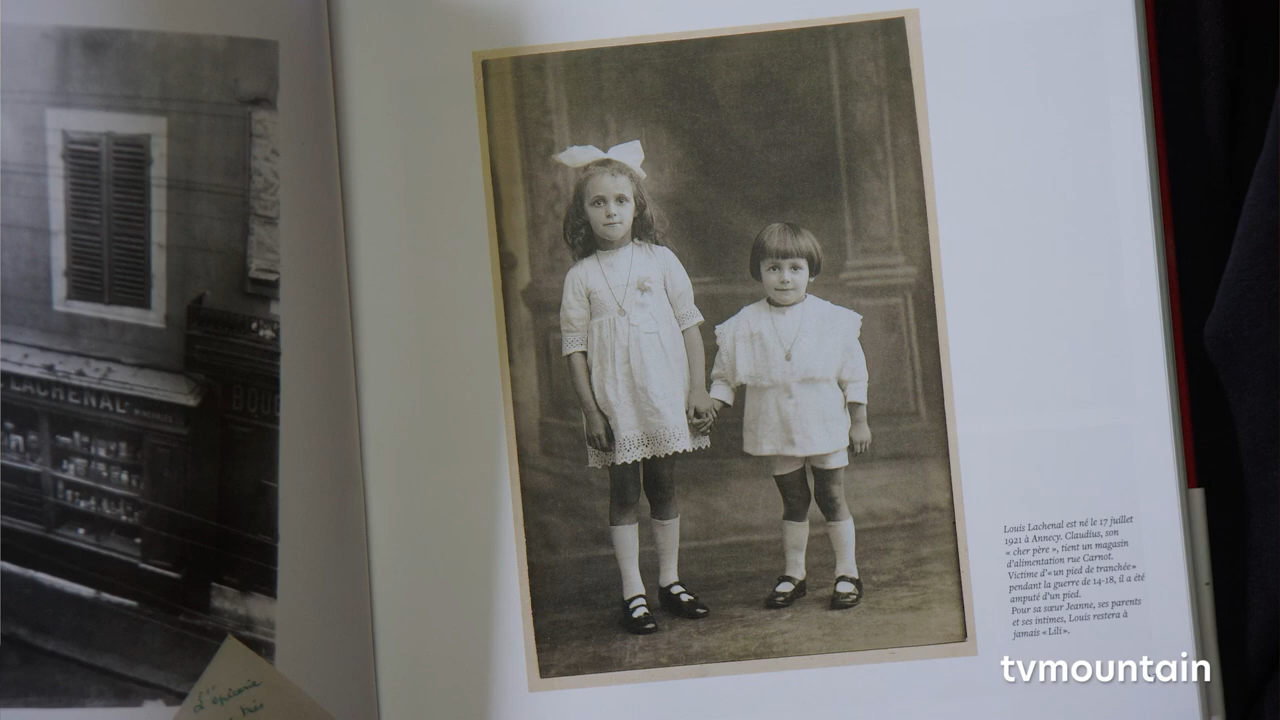 LACHENAL
BOUC
L'épicerie
Louis Lachenal est né le 17 juillet
1921 à Annecy. Claudius, son
« cher père », tient un magasin
d'alimentation rue Carnot.
Victime d'« un pied de tranchée »
pendant la guerre de 14-18, il a été
amputé d'un pied.
Pour sa sœur Jeanne, ses parents
et ses intimes, Louis restera à
jamais « Lili ».
tvmountain